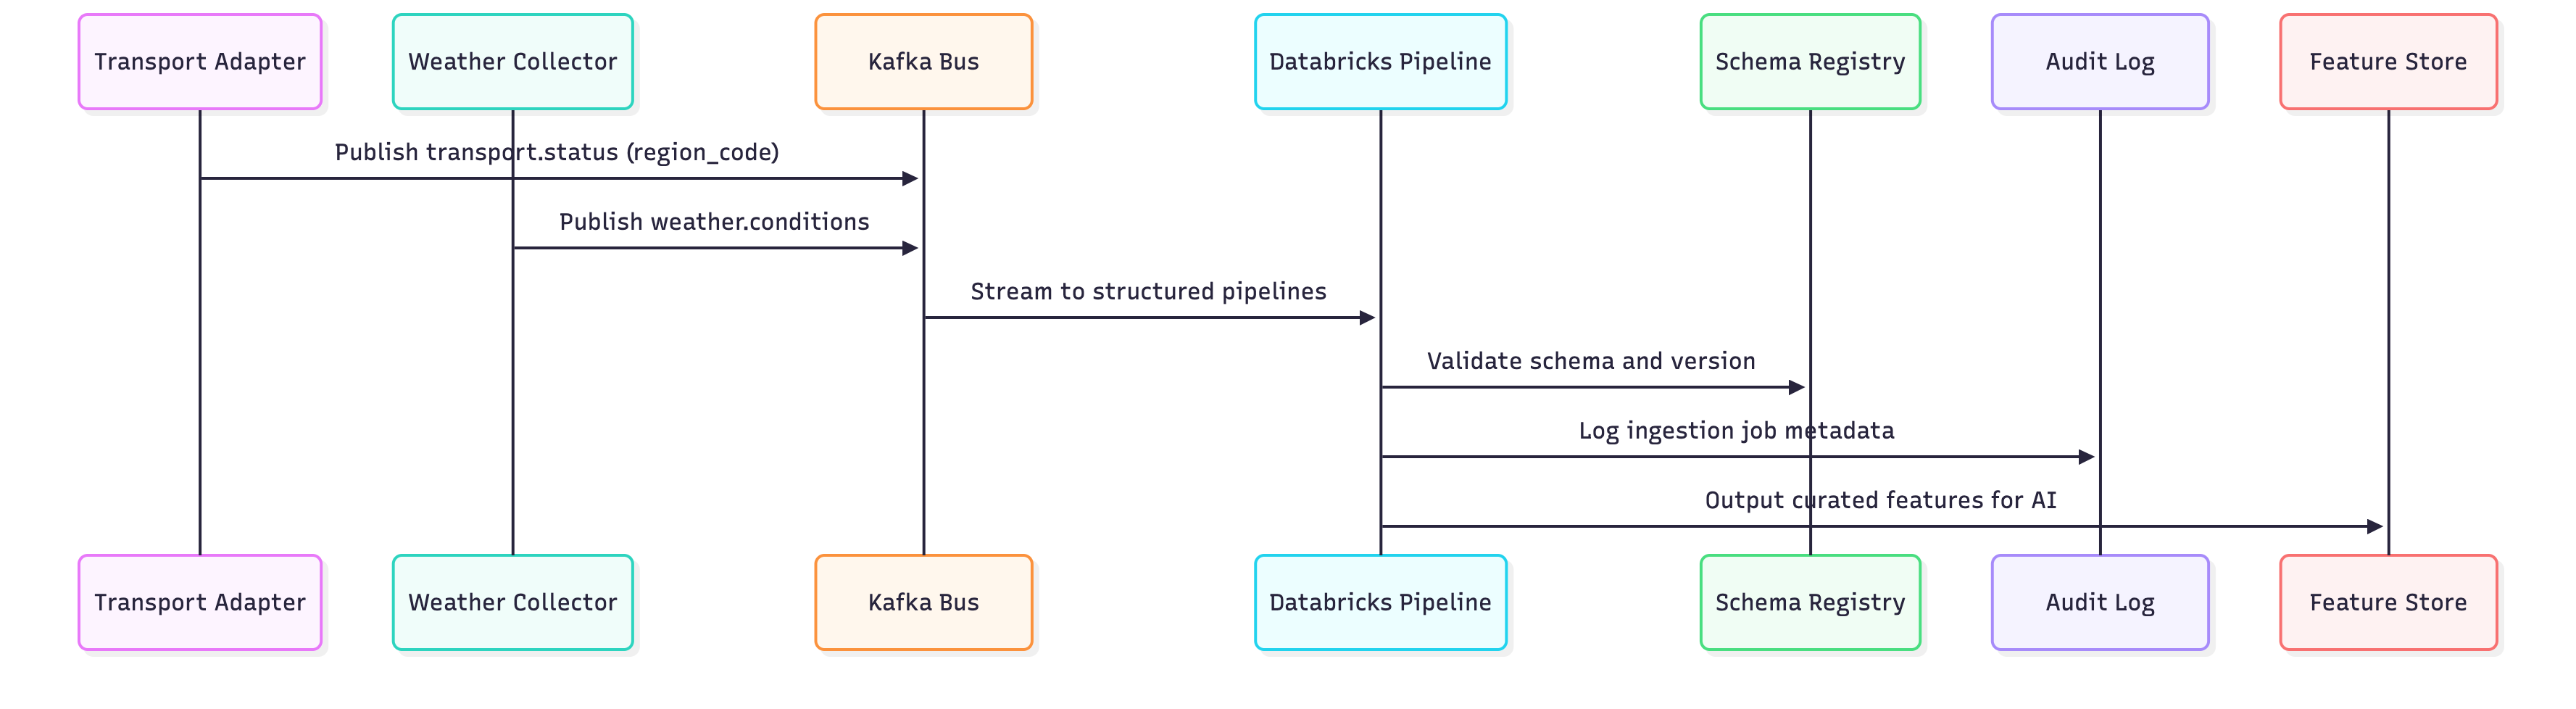 Transport Adapter
Weather Collector
Kafka Bus
Databricks Pipeline
Schema Registry
Audit Log
Feature Store
Publish transport.status (region_code)
Publish weather.conditions
Stream to structured pipelines
Validate schema and version
Log ingestion job metadata
Output curated features for AI
Transport Adapter
Weather Collector
Kafka Bus
Databricks Pipeline
Schema Registry
Audit Log
Feature Store